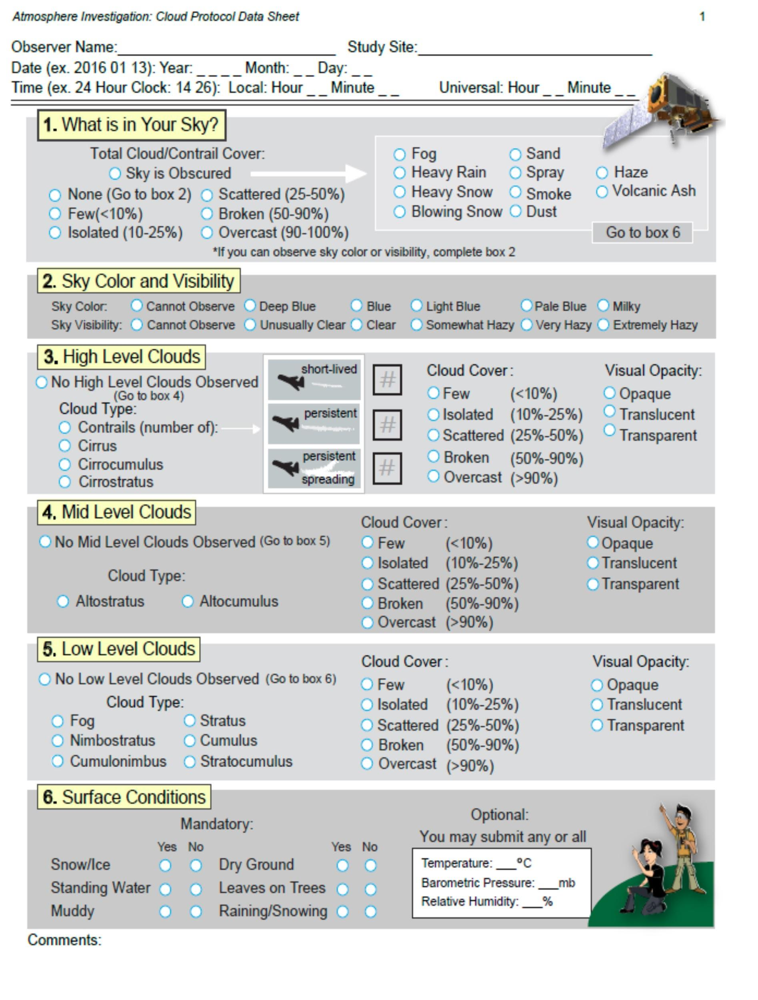 Atmosphere Investigation: Cloud Protocol Data Sheet 1
Observer Name:________________ Study Site:________________
Date (ex. 2016 01 13): Year: _ _ _ _ Month: _ _ Day: _ _
Time (ex. 24 Hour Clock: 14 26): Local: Hour _ _ Minute _ _ Universal: Hour _ _ Minute _ _
1. What is in Your Sky?
Total Cloud/Contrail Cover:
Sky is Obscured
None (Go to box 2) Scattered (25-50%)
Few(<10%) Broken (50-90%)
Isolated (10-25%) Overcast (90-100%)
Fog Sand
Heavy Rain Spray Haze
Heavy Snow Smoke Volcanic Ash
Blowing Snow Dust
Go to box 6
*If you can observe sky color or visibility, complete box 2
2. Sky Color and Visibility
Sky Color: Cannot Observe Deep Blue Blue Light Blue Pale Blue Milky
Sky Visibility: Cannot Observe Unusually Clear Clear Somewhat Hazy Very Hazy Extremely Hazy
3. High Level Clouds
No High Level Clouds Observed
(Go to box 4)
Cloud Type:
Contrails (number of):
Cirrus
Cirrocumulus
Cirrostratus
short-lived #
persistent #
persistent
spreading #
Cloud Cover:
Few (<10%)
Isolated (10%-25%)
Scattered (25%-50%)
Broken (50%-90%)
Overcast (>90%)
Visual Opacity:
Opaque
Translucent
Transparent
4. Mid Level Clouds
No Mid Level Clouds Observed (Go to box 5)
Cloud Type:
Altostratus Altocumulus
Cloud Cover:
Few (<10%)
Isolated (10%-25%)
Scattered (25%-50%)
Broken (50%-90%)
Overcast (>90%)
Visual Opacity:
Opaque
Translucent
Transparent
5. Low Level Clouds
No Low Level Clouds Observed (Go to box 6)
Cloud Type:
Fog Stratus
Nimbostratus Cumulus
Cumulonimbus Stratocumulus
Cloud Cover:
Few (<10%)
Isolated (10%-25%)
Scattered (25%-50%)
Broken (50%-90%)
Overcast (>90%)
Visual Opacity:
Opaque
Translucent
Transparent
6. Surface Conditions
Mandatory:
Yes No Yes No
Snow/Ice Dry Ground
Standing Water Leaves on Trees
Muddy Raining/Snowing
Optional:
You may submit any or all
Temperature: ___°C
Barometric Pressure: ___mb
Relative Humidity: ___%
Comments: